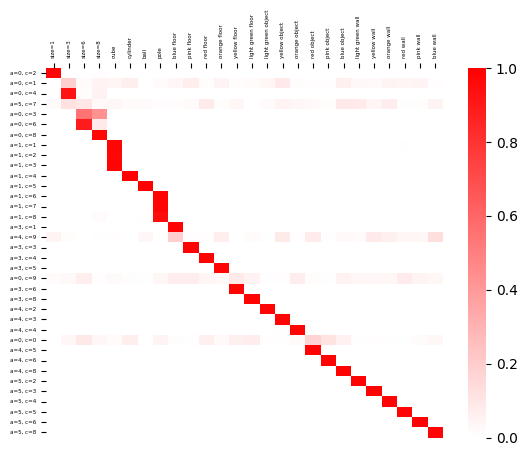 size=1
size=3
size=6
size=8
cube
cylinder
ball
pole
blue floor
pink floor
red floor
orange floor
yellow floor
light green floor
light green object
yellow object
orange object
red object
pink object
blue object
light green wall
yellow wall
orange wall
red wall
pink wall
blue wall
a=0, c=2
a=0, c=1
a=0, c=4
a=5, c=7
a=0, c=3
a=0, c=6
a=0, c=8
a=1, c=1
a=1, c=2
a=1, c=3
a=1, c=4
a=1, c=5
a=1, c=6
a=1, c=7
a=1, c=8
a=3, c=1
a=4, c=9
a=3, c=3
a=3, c=4
a=3, c=5
a=0, c=9
a=3, c=6
a=3, c=8
a=4, c=2
a=4, c=3
a=4, c=4
a=0, c=0
a=4, c=5
a=4, c=6
a=4, c=8
a=5, c=2
a=5, c=3
a=5, c=4
a=5, c=5
a=5, c=6
a=5, c=8
1.0
0.8
0.6
0.4
0.2
0.0